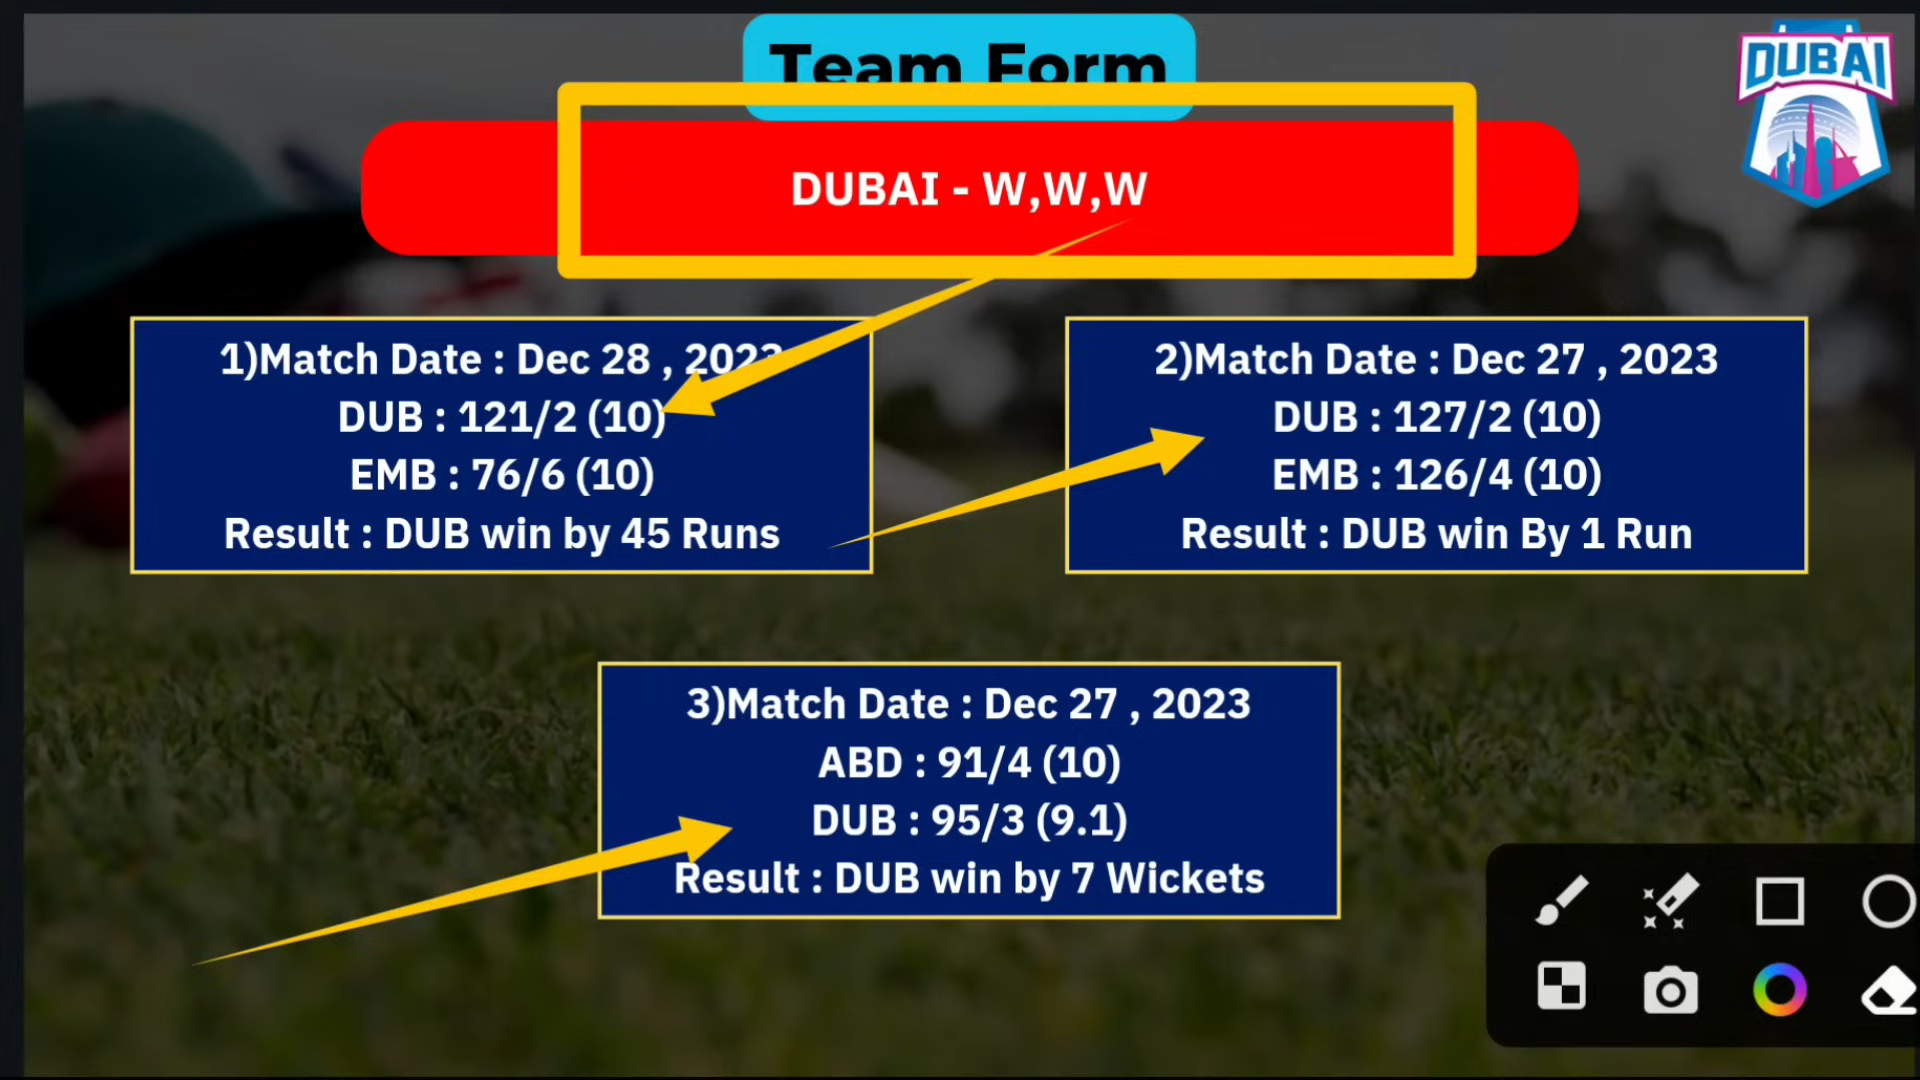 Team Form
DUBAI
DUBAI - W,W,W
1)Match Date : Dec 28 , 2023
DUB : 121/2 (10)
EMB : 76/6 (10)
Result : DUB win by 45 Runs
2)Match Date : Dec 27 , 2023
DUB : 127/2 (10)
EMB : 126/4 (10)
Result : DUB win By 1 Run
3)Match Date : Dec 27 , 2023
ABD : 91/4 (10)
DUB : 95/3 (9.1)
Result : DUB win by 7 Wickets